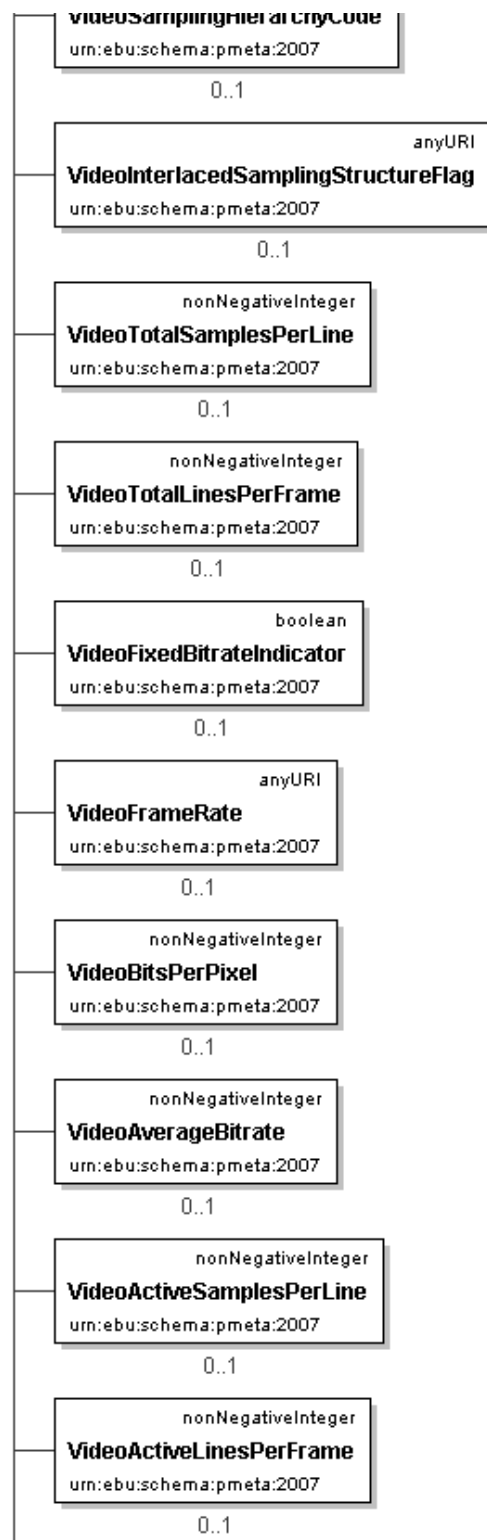 VideoSamplingHierarchyCode
urn:ebu:schema:pmeta:2007
0..1
anyURI
VideoInterlacedSamplingStructureFlag
urn:ebu:schema:pmeta:2007
0..1
nonNegativeInteger
VideoTotalSamplesPerLine
urn:ebu:schema:pmeta:2007
0..1
nonNegativeInteger
VideoTotalLinesPerFrame
urn:ebu:schema:pmeta:2007
0..1
boolean
VideoFixedBitrateIndicator
urn:ebu:schema:pmeta:2007
0..1
anyURI
VideoFrameRate
urn:ebu:schema:pmeta:2007
0..1
nonNegativeInteger
VideoBitsPerPixel
urn:ebu:schema:pmeta:2007
0..1
nonNegativeInteger
VideoAverageBitrate
urn:ebu:schema:pmeta:2007
0..1
nonNegativeInteger
VideoActiveSamplesPerLine
urn:ebu:schema:pmeta:2007
0..1
nonNegativeInteger
VideoActiveLinesPerFrame
urn:ebu:schema:pmeta:2007
0..1